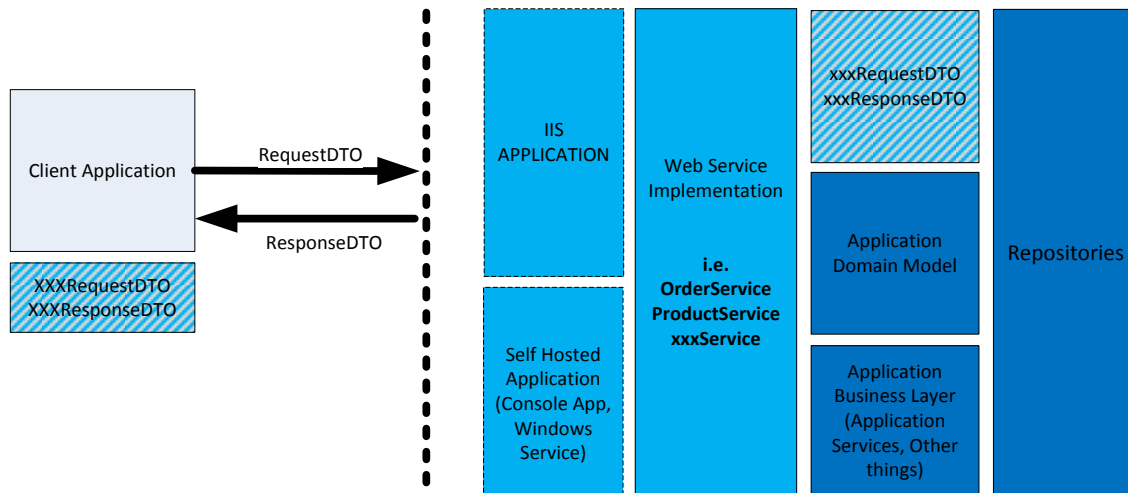 Client Application
RequestDTO
ResponseDTO
XXXRequestDTO
XXXResponseDTO
IIS
APPLICATION
Self Hosted
Application
(Console App,
Windows
Service)
Web Service
Implementation
i.e.
OrderService
ProductService
xxxService
xxxRequestDTO
xxxResponseDTO
Application
Domain Model
Application
Business Layer
(Application
Services, Other
things)
Repositories